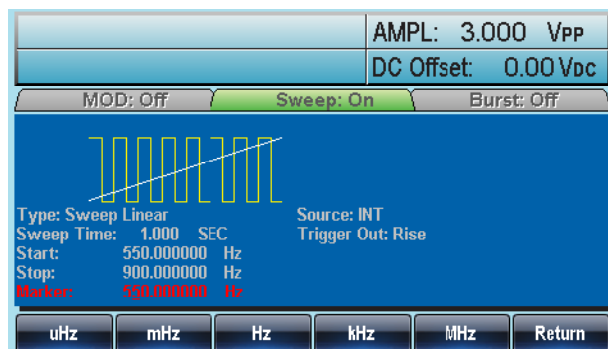 AMPL: 3.000 VPP
DC Offset: 0.00 VDC
MOD: Off Sweep: On Burst: Off
Type: Sweep Linear Source: INT
Sweep Time: 1.000 SEC Trigger Out: Rise
Start: 550.000000 Hz
Stop: 900.000000 Hz
Marker: 550.000000 Hz
uHz mHz Hz kHz MHz Return